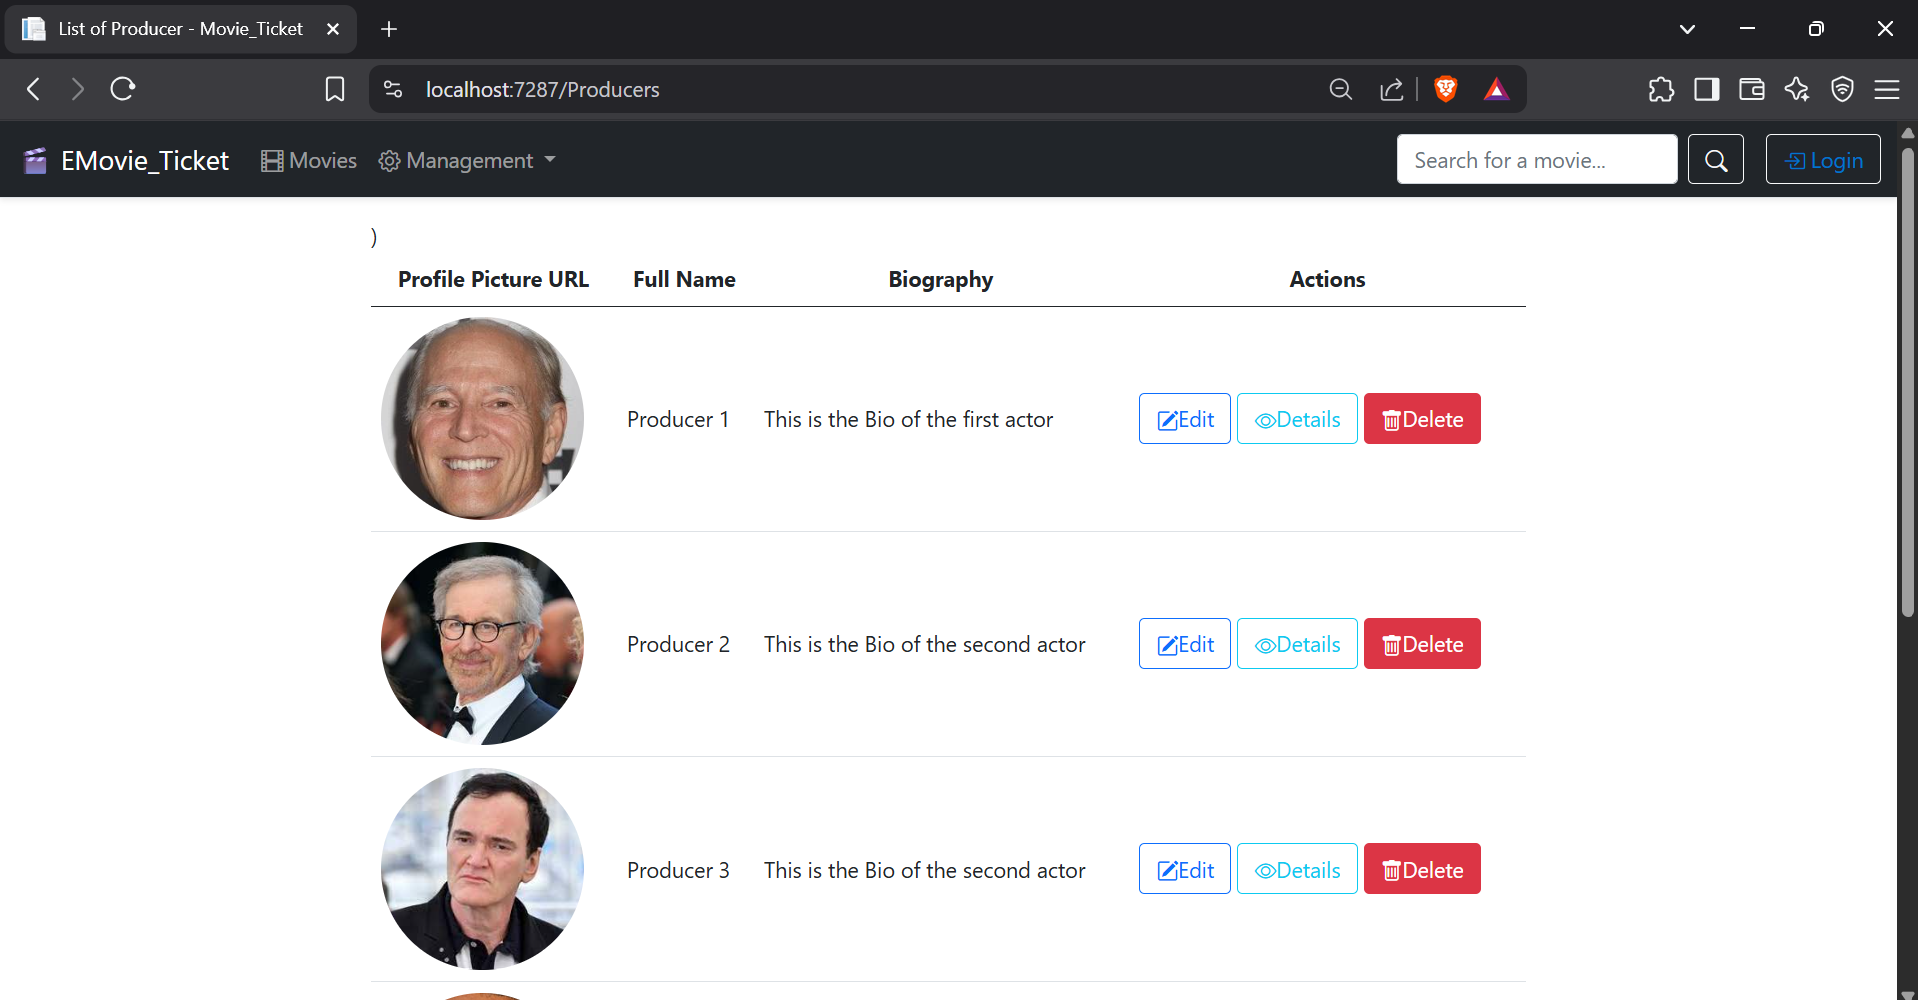 List of Producer - Movie_Ticket
localhost:7287/Producers
EMovie_Ticket Movies Management Search for a movie... Login
)
Profile Picture URL Full Name Biography Actions
Producer 1 This is the Bio of the first actor Edit Details Delete
Producer 2 This is the Bio of the second actor Edit Details Delete
Producer 3 This is the Bio of the second actor Edit Details Delete